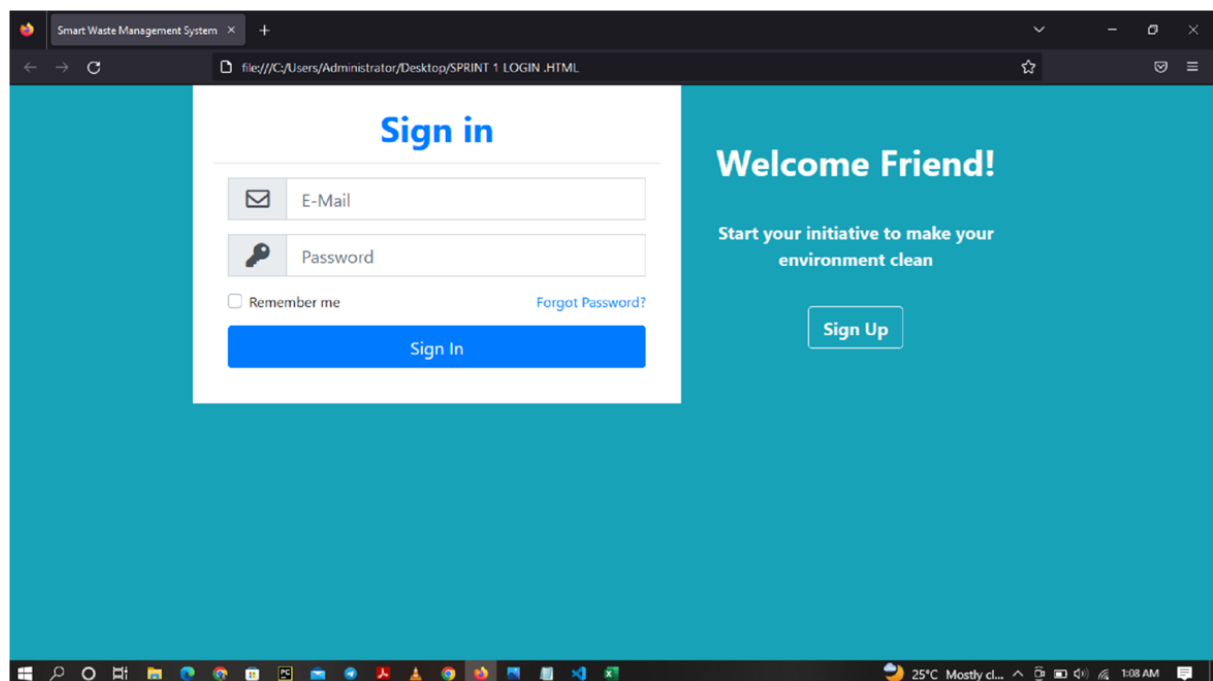 Smart Waste Management System
file:///C:/Users/Administrator/Desktop/SPRINT 1 LOGIN .HTML
Sign in
E-Mail
Password
Remember me
Forgot Password?
Sign In
Welcome Friend!
Start your initiative to make your
environment clean
Sign Up
25°C Mostly cl... 1:08 AM